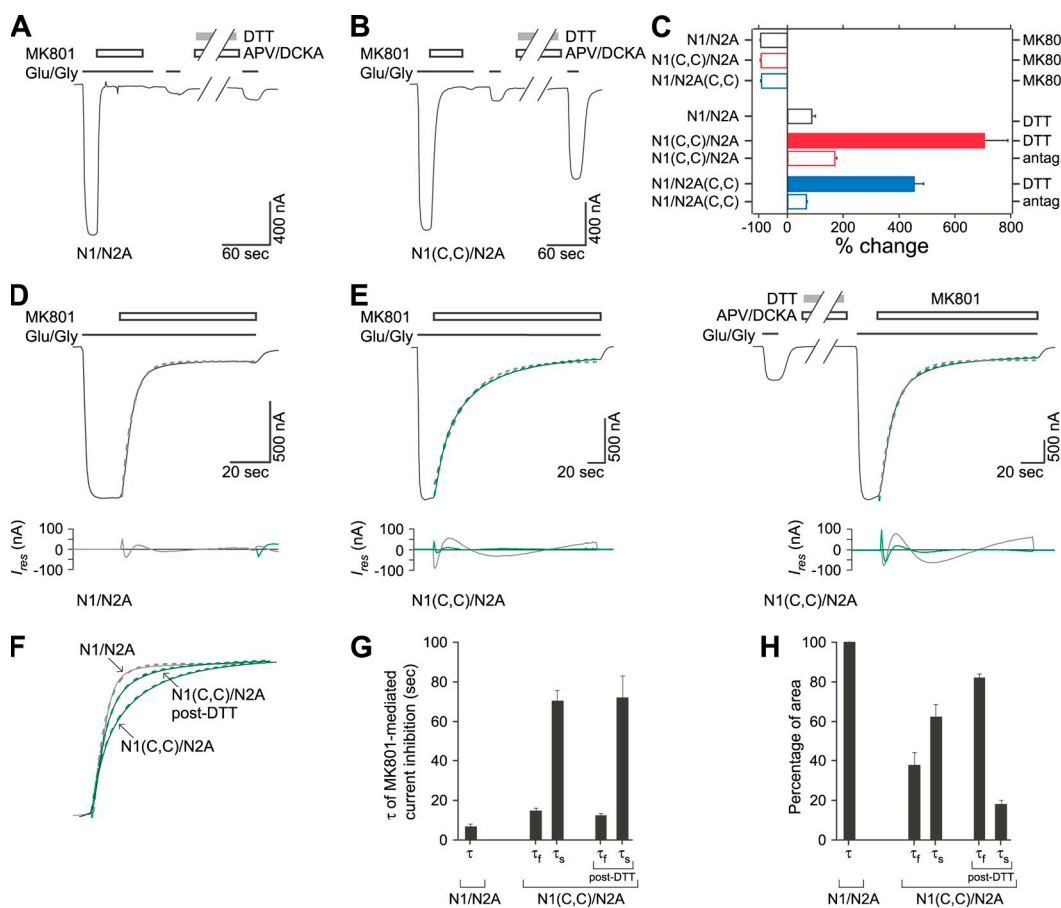 A
DTT
MK801
APV/DCKA
Glu/Gly
400 nA
60 sec
N1/N2A
B
DTT
MK801
APV/DCKA
Glu/Gly
400 nA
60 sec
N1(C,C)/N2A
C
N1/N2A MK80
N1(C,C)/N2A MK80
N1/N2A(C,C) MK80
N1/N2A DTT
N1(C,C)/N2A DTT
N1(C,C)/N2A antag
N1/N2A(C,C) DTT
N1/N2A(C,C) antag
-100 0 200 400 600 800
% change
D
MK801
Glu/Gly
500 nA
20 sec
100
0
-100
Ires (nA)
N1/N2A
E
MK801
Glu/Gly
500 nA
20 sec
100
0
-100
Ires (nA)
N1(C,C)/N2A
DTT
MK801
APV/DCKA
Glu/Gly
500 nA
20 sec
100
0
-100
Ires (nA)
N1(C,C)/N2A
F
N1/N2A
N1(C,C)/N2A
post-DTT
N1(C,C)/N2A
G
τ of MK801-mediated
current inhibition (sec)
100
80
60
40
20
0
τ τf τs τf τs
post-DTT
N1/N2A N1(C,C)/N2A
H
Percentage of area
100
80
60
40
20
0
τ τf τs τf τs
post-DTT
N1/N2A N1(C,C)/N2A